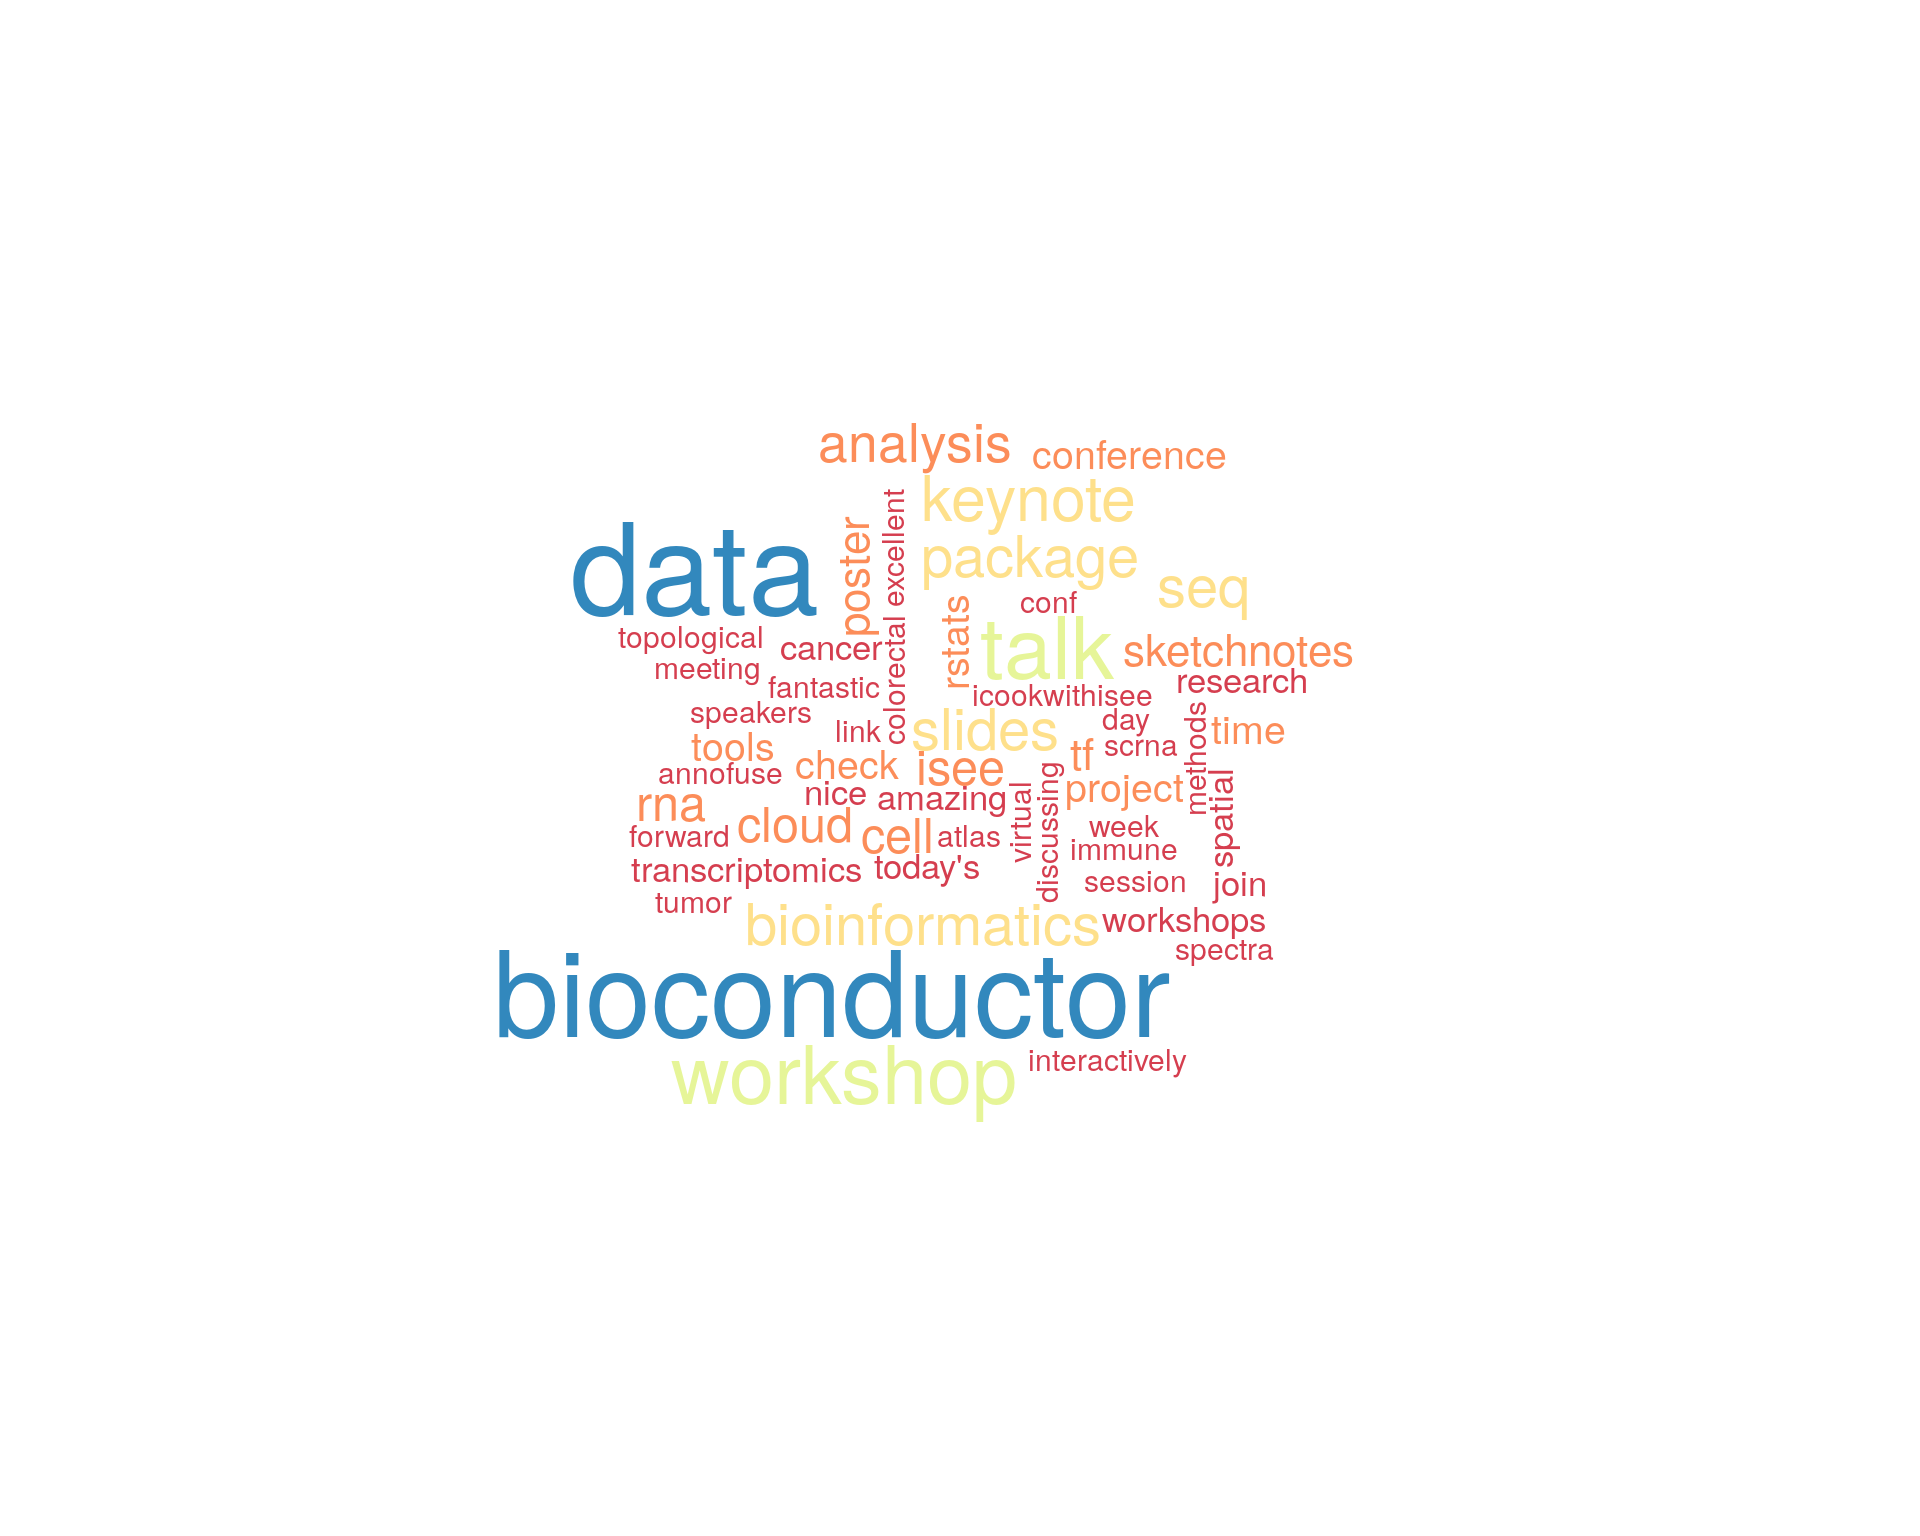 analysis
conference
keynote
data
poster
excellent
package
seq
conf
rstats
talk
topological
cancer
colorectal
sketchnotes
meeting
research
fantastic
icookwithisee
speakers
link
slides
day
methods
time
tools
scrna
annofuse
check
isee
tf
nice
amazing
project
spatial
rna
virtual
discussing
cloud
cell
forward
atlas
week
immune
transcriptomics
today's
session
join
tumor
bioinformatics
workshops
spectra
bioconductor
workshop
interactively